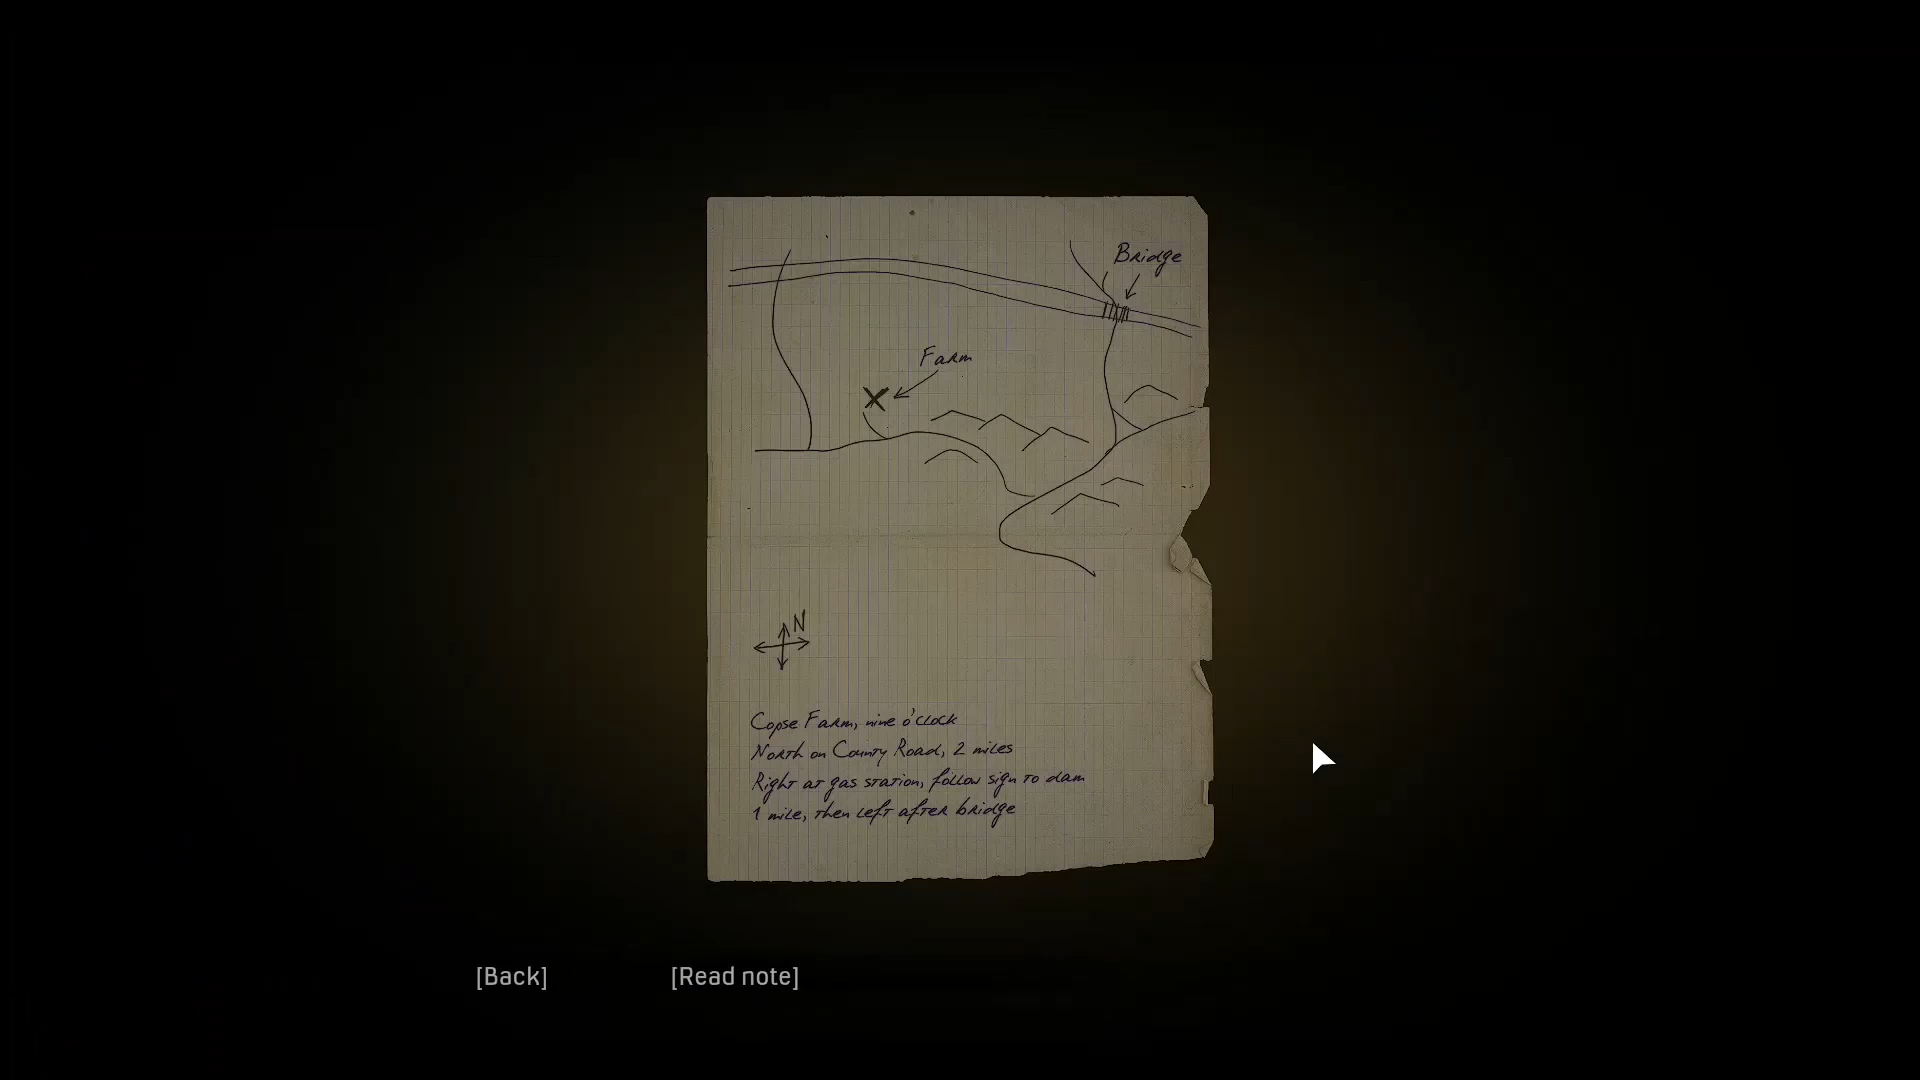 Bridge
Farm
N
Copse Farm, nine o'clock
North on County Road, 2 miles
Right at gas station, follow sign to dam
1 mile, then left after bridge
[Back] [Read note]